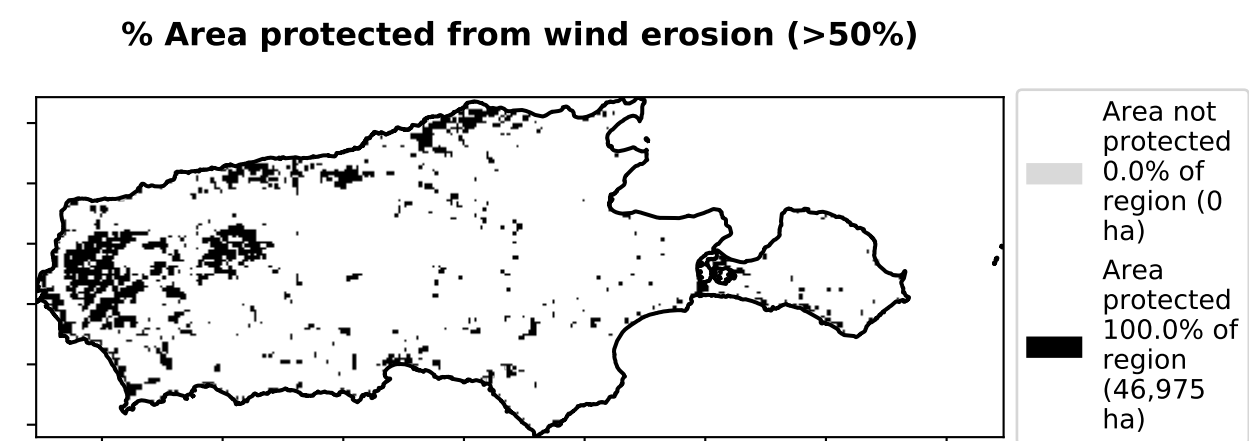 % Area protected from wind erosion (>50%)
Area not
protected
0.0% of
region (0
ha)
Area
protected
100.0% of
region
(46,975
ha)